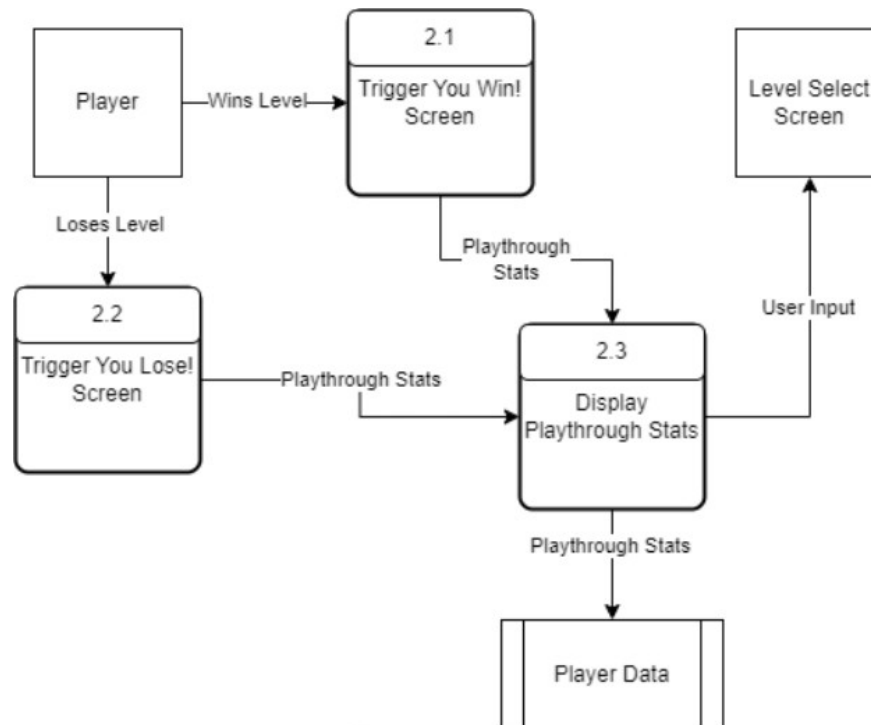 2.1
Player
Wins Level
Trigger You Win!
Screen
Level Select
Screen
Loses Level
Playthrough
Stats
2.2
User Input
Trigger You Lose!
Screen
Playthrough Stats
2.3
Display
Playthrough Stats
Playthrough Stats
Player Data